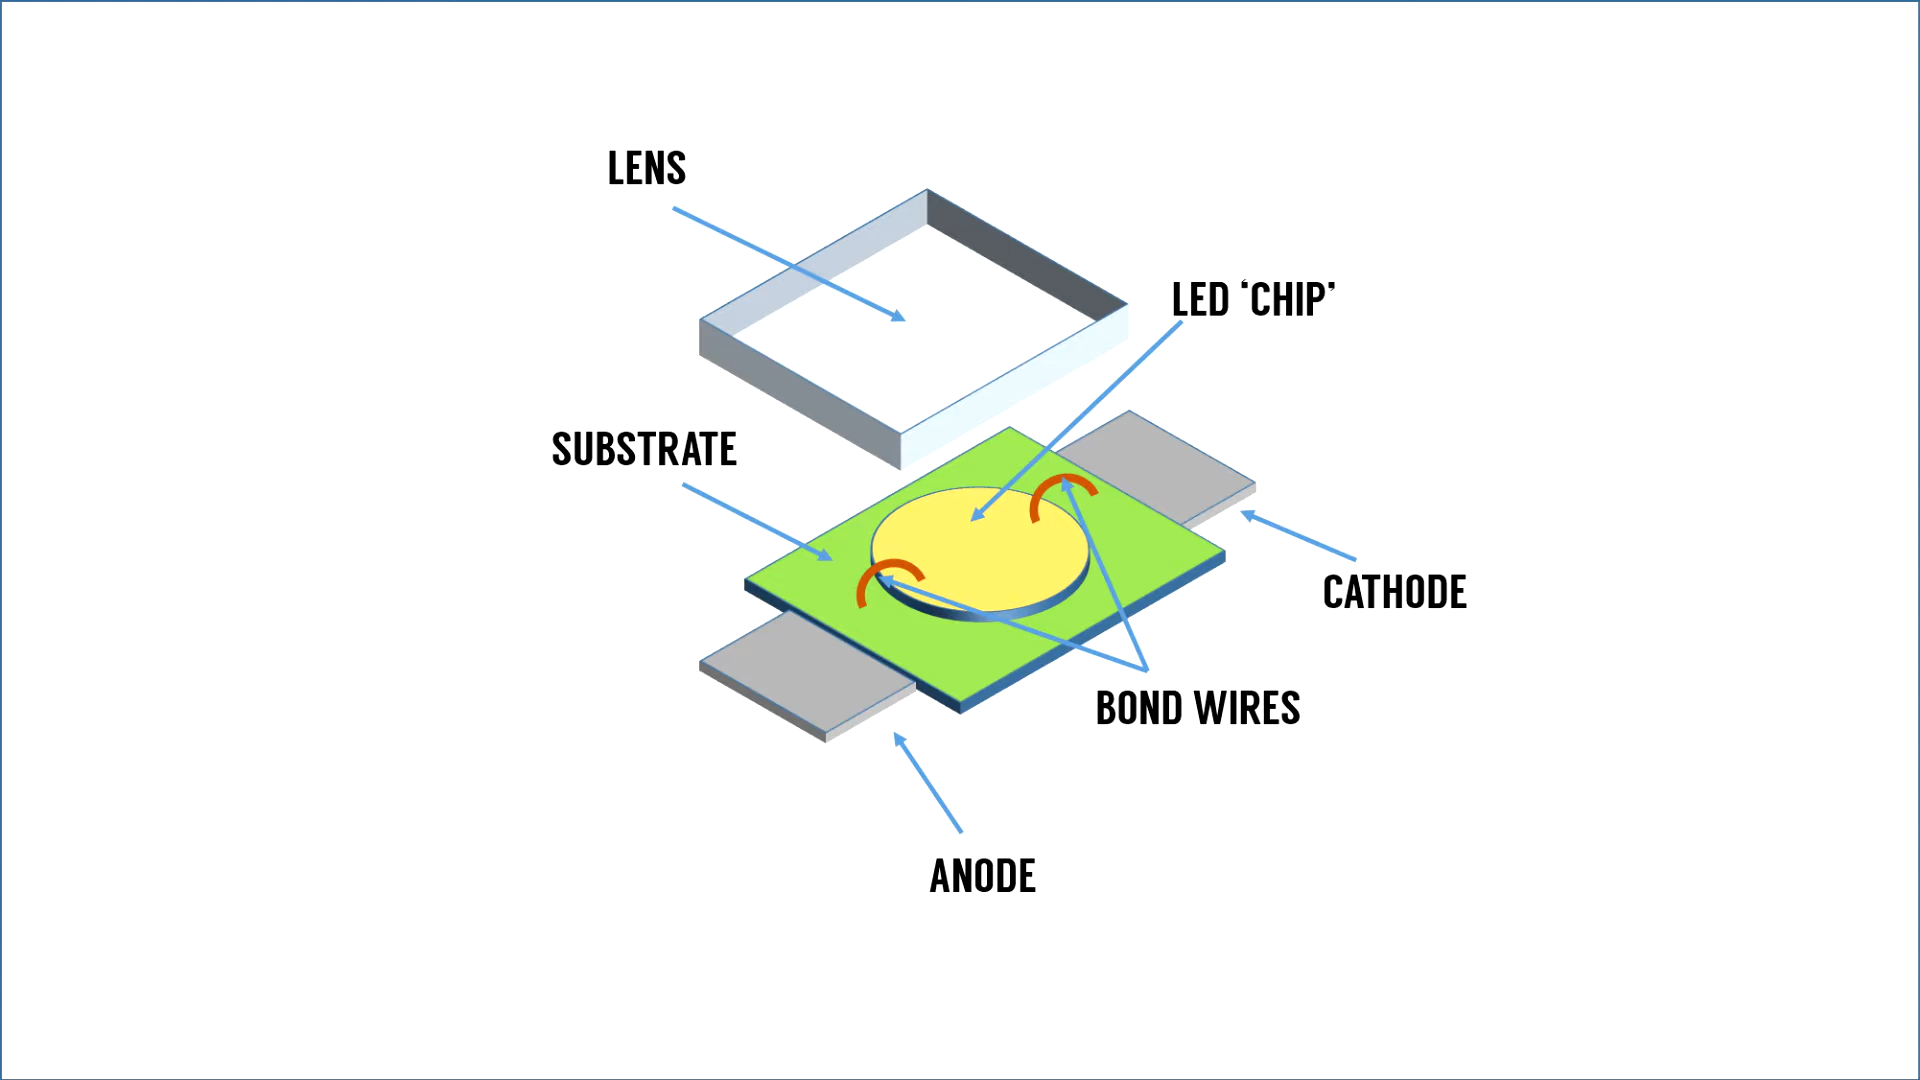 LENS
LED ‘CHIP’
SUBSTRATE
CATHODE
BOND WIRES
ANODE